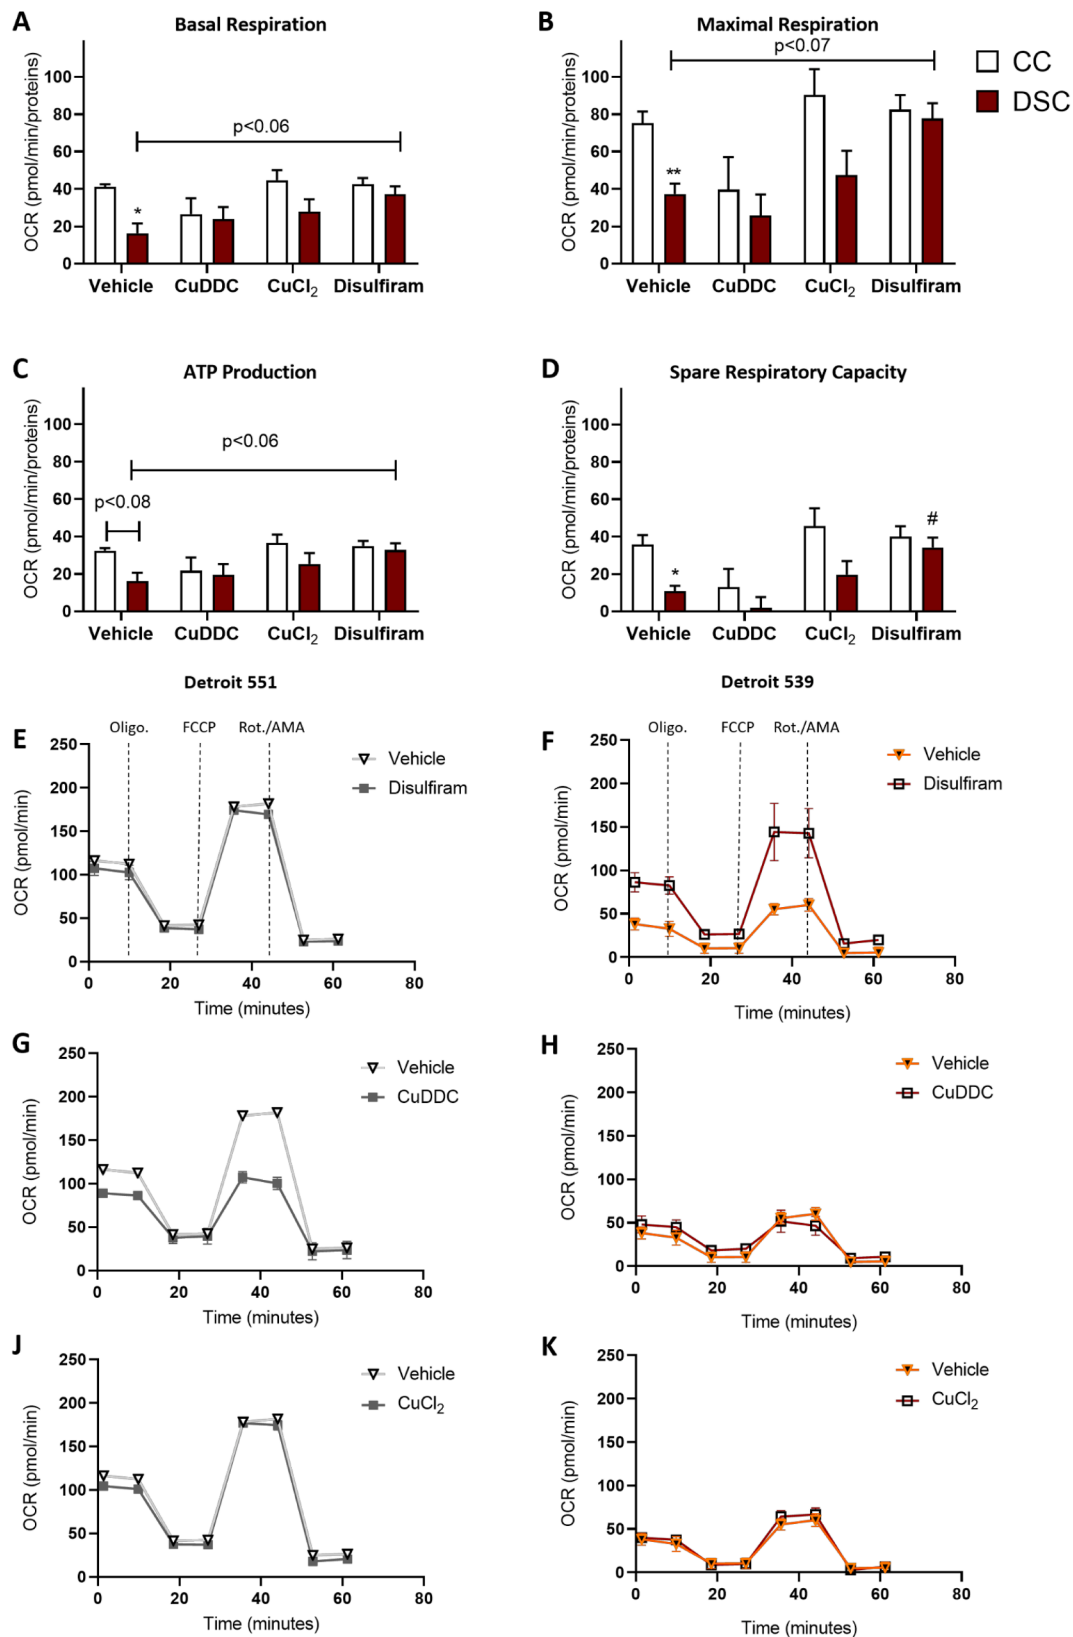 A
Basal Respiration
OCR (pmol/min/proteins)
100
80
60
40
20
0
p<0.06
*
Vehicle CuDDC CuCl₂ Disulfiram
B
Maximal Respiration
OCR (pmol/min/proteins)
100
80
60
40
20
0
p<0.07
**
Vehicle CuDDC CuCl₂ Disulfiram
CC
DSC
C
ATP Production
OCR (pmol/min/proteins)
100
80
60
40
20
0
p<0.06
p<0.08
Vehicle CuDDC CuCl₂ Disulfiram
D
Spare Respiratory Capacity
OCR (pmol/min/proteins)
100
80
60
40
20
0
*
#
Vehicle CuDDC CuCl₂ Disulfiram
Detroit 551
Detroit 539
E
Oligo. FCCP Rot./AMA
Vehicle
Disulfiram
OCR (pmol/min)
250
200
150
100
50
0
0 20 40 60 80
Time (minutes)
F
Oligo. FCCP Rot./AMA
Vehicle
Disulfiram
OCR (pmol/min)
250
200
150
100
50
0
0 20 40 60 80
Time (minutes)
G
Vehicle
CuDDC
OCR (pmol/min)
250
200
150
100
50
0
0 20 40 60 80
Time (minutes)
H
Vehicle
CuDDC
OCR (pmol/min)
250
200
150
100
50
0
0 20 40 60 80
Time (minutes)
J
Vehicle
CuCl₂
OCR (pmol/min)
250
200
150
100
50
0
0 20 40 60 80
Time (minutes)
K
Vehicle
CuCl₂
OCR (pmol/min)
250
200
150
100
50
0
0 20 40 60 80
Time (minutes)